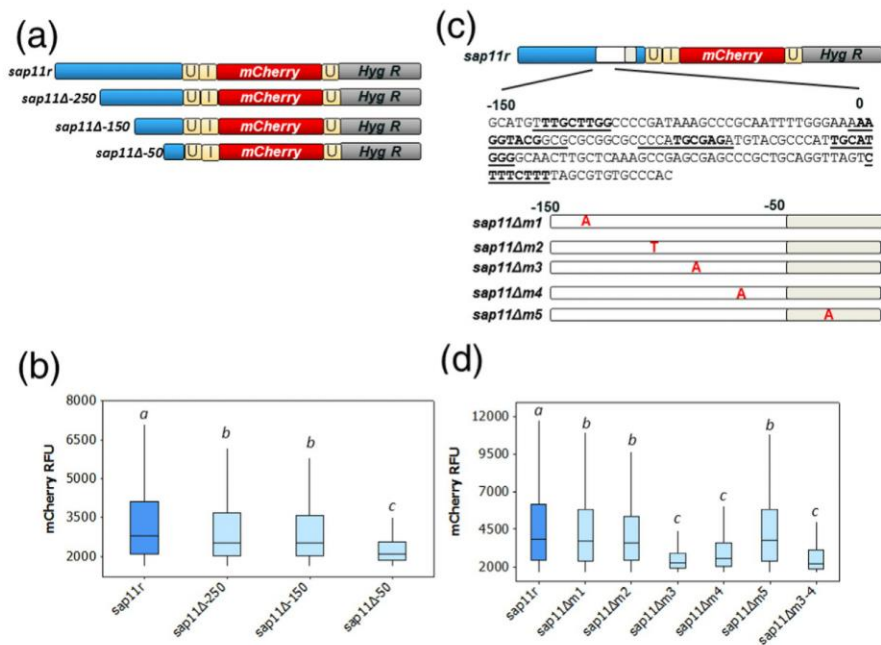 (a)
sap11r U I mCherry U Hyg R
sap11Δ-250 U I mCherry U Hyg R
sap11Δ-150 U I mCherry U Hyg R
sap11Δ-50 U I mCherry U Hyg R
(b)
mCherry RFU
8000
6500
5000
3500
2000
a
b
b
c
sap11r
sap11Δ-250
sap11Δ-150
sap11Δ-50
(c)
sap11r U I mCherry U Hyg R
-150 0
GCATGTTTGCTTGGCCCCGATAAAGCCCGCAATTTTGGGAAAAA
GGTACGGCGCGCGCGGCGCCCCATGCGAGATGTACGCCCATTGCAT
GGGGCAACTTGCTCAAAGCCGAGCGAGCCCGCTGCAGGTTAGTC
TTTCTTTTAGCGTGTGCCCAC
-150 -50
sap11Δm1 A
sap11Δm2 T
sap11Δm3 A
sap11Δm4 A
sap11Δm5 A
(d)
mCherry RFU
12000
9500
7000
4500
2000
a
b
b
c
c
b
c
sap11r
sap11Δm1
sap11Δm2
sap11Δm3
sap11Δm4
sap11Δm5
sap11Δm3-4